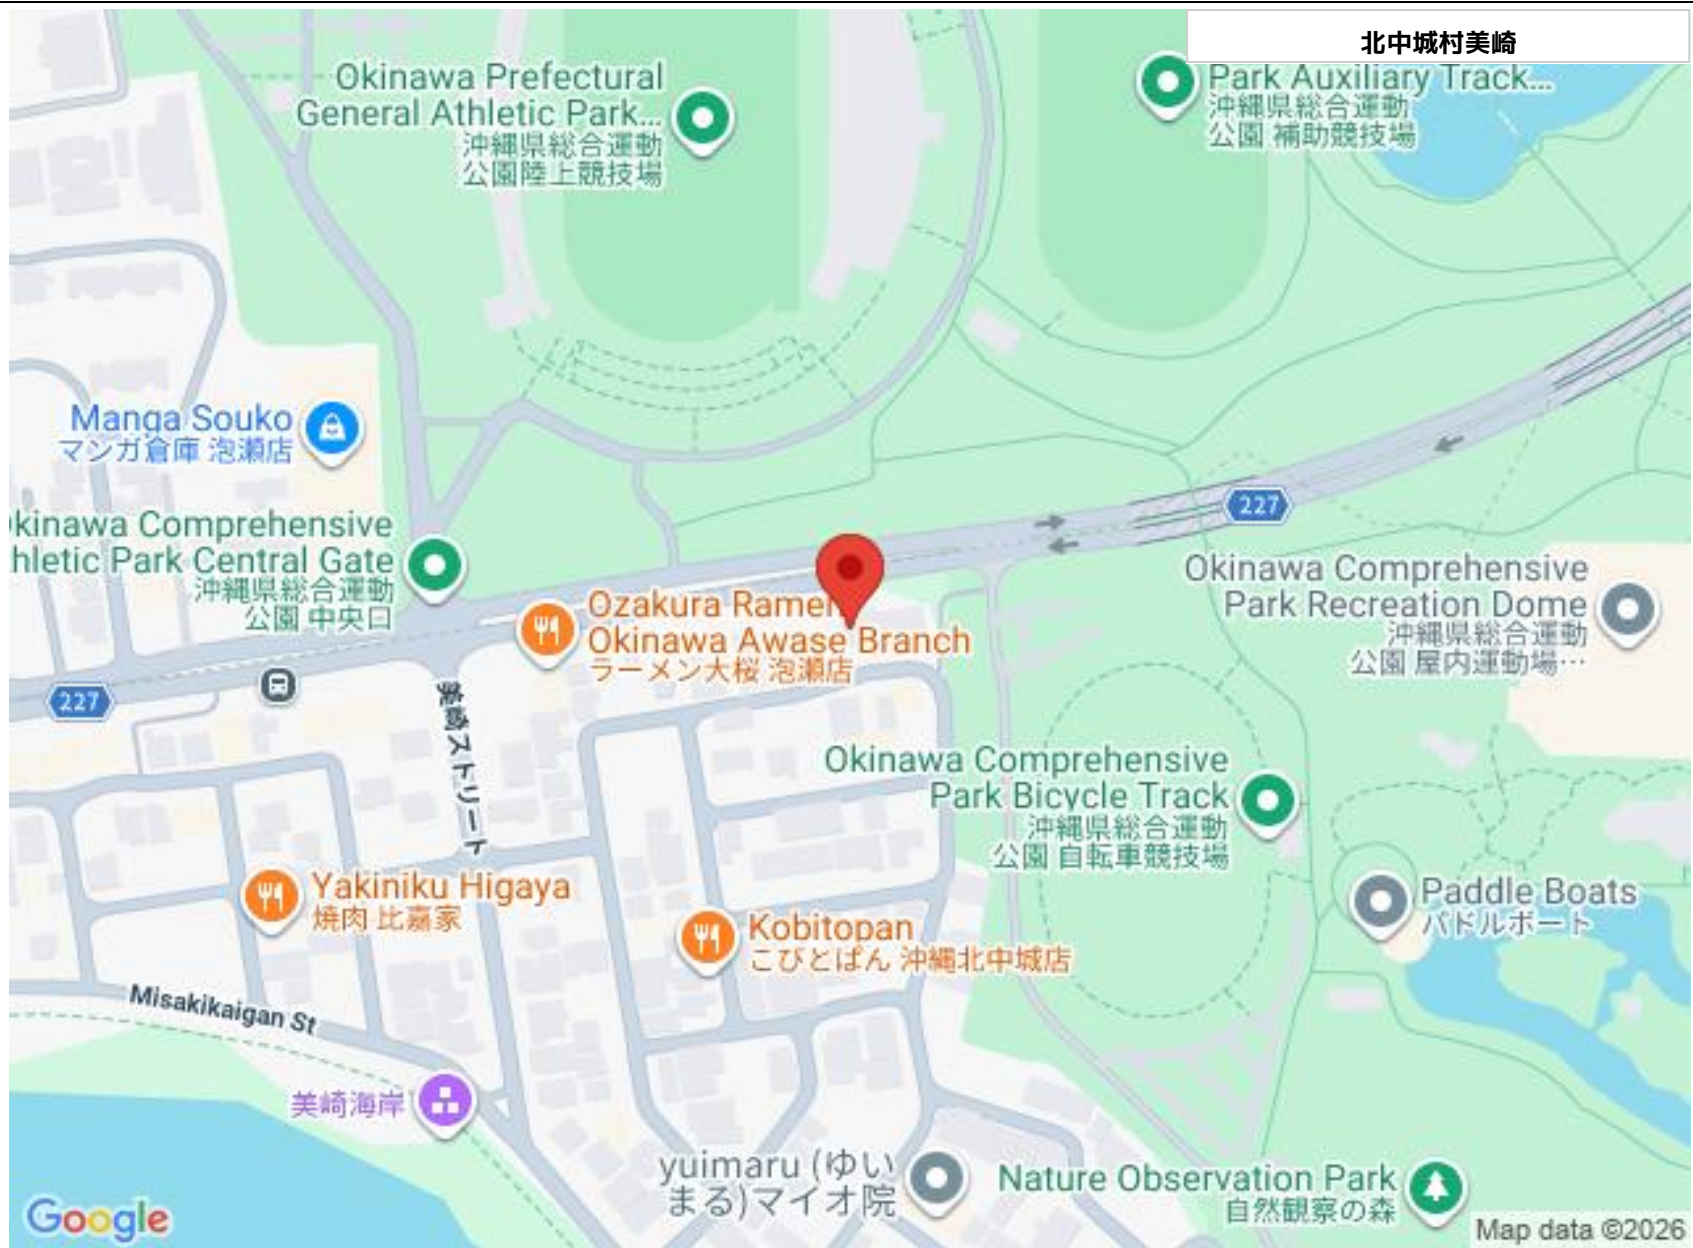 北中城村美崎
Okinawa Prefectural
General Athletic Park...
沖縄県総合運動
公園陸上競技場
Park Auxiliary Track...
沖縄県総合運動
公園 補助競技場
Manga Souko
マンガ倉庫 泡瀬店
kinawa Comprehensive
hletic Park Central Gate
沖縄県総合運動
公園 中央口
227
Ozakura Ramen
Okinawa Awase Branch
ラーメン大桜 泡瀬店
Okinawa Comprehensive
Park Recreation Dome
沖縄県総合運動
公園 屋内運動場…
227
美崎ストリート
Okinawa Comprehensive
Park Bicycle Track
沖縄県総合運動
公園 自転車競技場
Yakiniku Higaya
焼肉 比嘉家
Kobitopan
こびとぱん 沖縄北中城店
Paddle Boats
パドルボート
Misakikaigan St
美崎海岸
yuimaru (ゆい
まる)マイオ院
Nature Observation Park
自然観察の森
Google
Map data ©2026